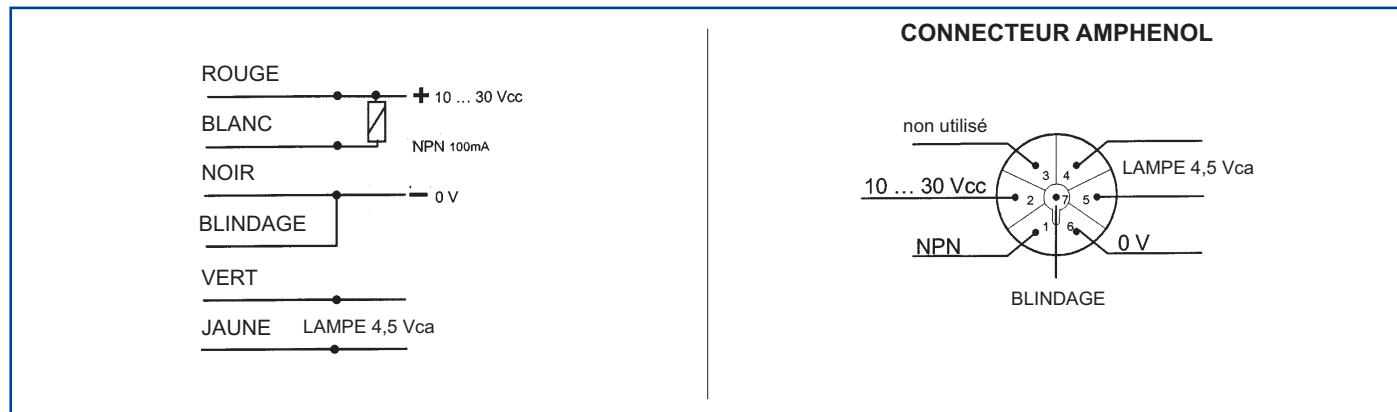 ROUGE
+ 10 ... 30 Vcc
BLANC
NPN 100mA
NOIR
- 0 V
BLINDAGE
VERT
JAUNE LAMPE 4,5 Vca
CONNECTEUR AMPHENOL
non utilisé
LAMPE 4,5 Vca
10 ... 30 Vcc
NPN
0 V
3 4
2 7 5
1 6
BLINDAGE